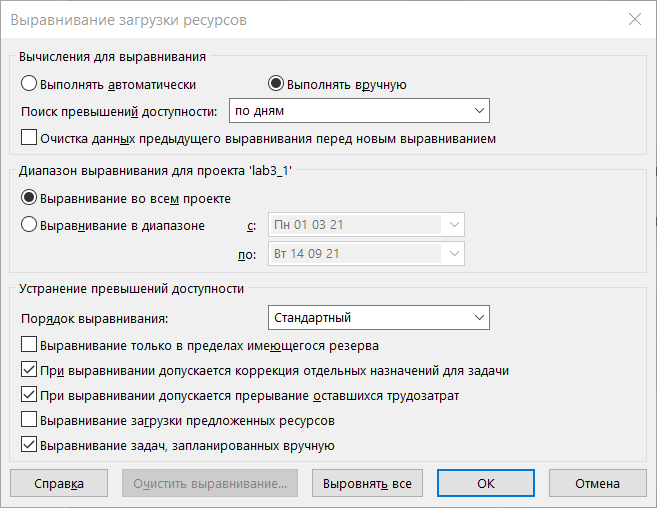 Выравнивание загрузки ресурсов
Вычисления для выравнивания
Выполнять автоматически Выполнять вручную
Поиск превышений доступности: по дням
Очистка данных предыдущего выравнивания перед новым выравниванием
Диапазон выравнивания для проекта 'lab3_1'
Выравнивание во всем проекте
Выравнивание в диапазоне с: Пн 01 03 21
по: Вт 14 09 21
Устранение превышений доступности
Порядок выравнивания: Стандартный
Выравнивание только в пределах имеющегося резерва
При выравнивании допускается коррекция отдельных назначений для задачи
При выравнивании допускается прерывание оставшихся трудозатрат
Выравнивание загрузки предложенных ресурсов
Выравнивание задач, запланированных вручную
Справка Очистить выравнивание... Выровнять все ОК Отмена